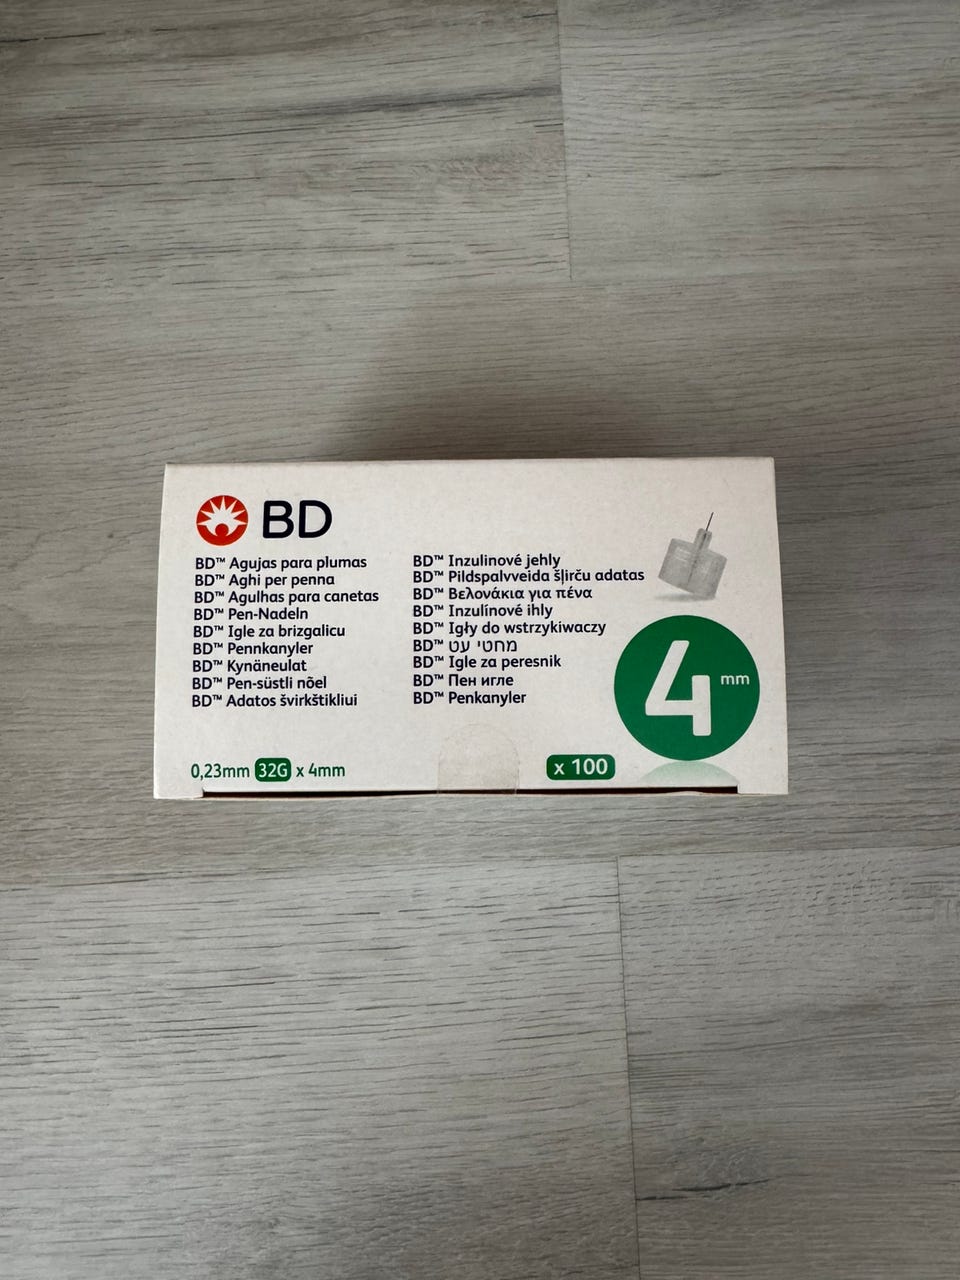 BD
BD™ Agujas para plumas
BD™ Aghi per penna
BD™ Agulhas para canetas
BD™ Pen-Nadeln
BD™ Igle za brizgalicu
BD™ Pennkanyler
BD™ Kynäneulat
BD™ Pen-süstli nõel
BD™ Adatos švirkštikliui
BD™ Inzulinové jehly
BD™ Pildspalvveida šļirču adatas
BD™ Βελονάκια για πένα
BD™ Inzulínové ihly
BD™ Igły do wstrzykiwaczy
BD™ מחטי עט
BD™ Igle za peresnik
BD™ Пен игле
BD™ Penkanyler
4 mm
0,23mm 32G x 4mm
x 100